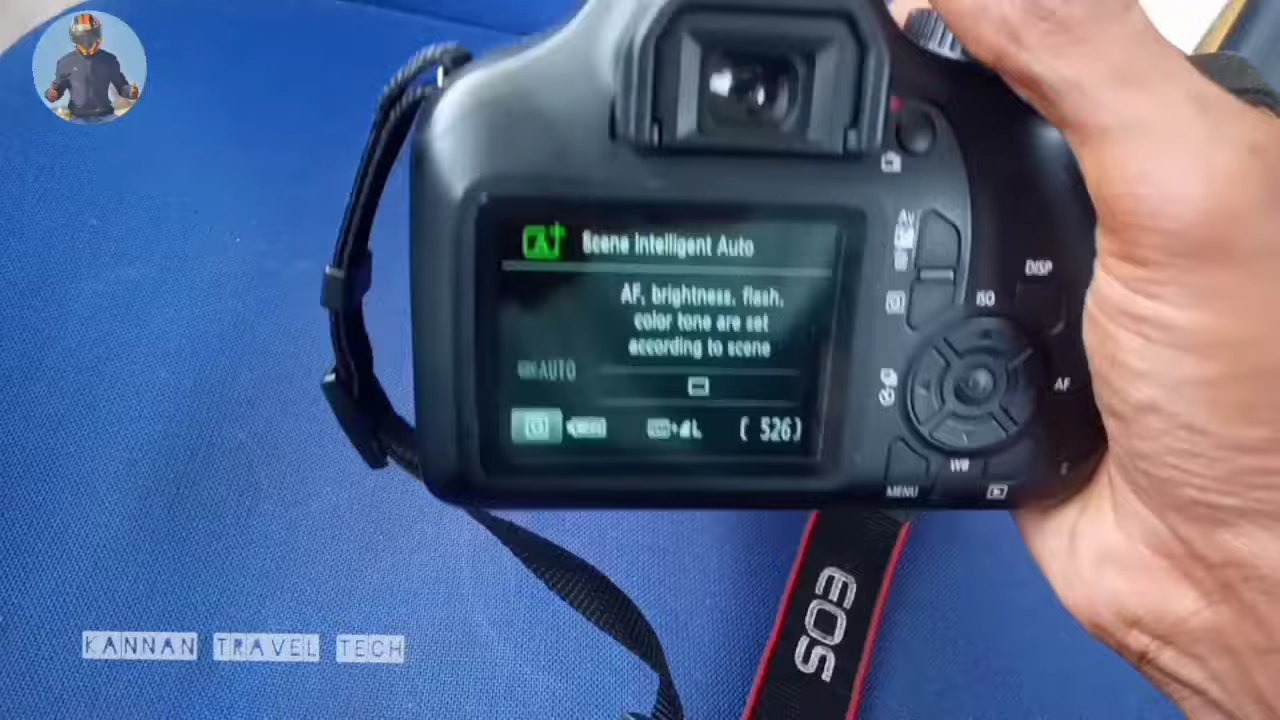 Scene Intelligent Auto
AF, brightness, flash,
color tone are set
according to scene
AUTO
L
[ 526]
Av
DISP
ISO
AF
WB
MENU
EOS
KANNAN TRAVEL TECH